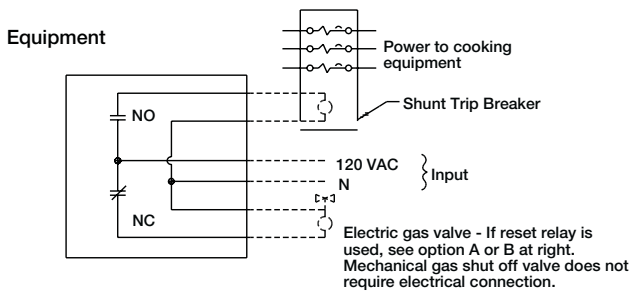 Equipment
Power to cooking
equipment
Shunt Trip Breaker
NO
120 VAC
N
Input
NC
Electric gas valve - If reset relay is
used, see option A or B at right.
Mechanical gas shut off valve does not
require electrical connection.